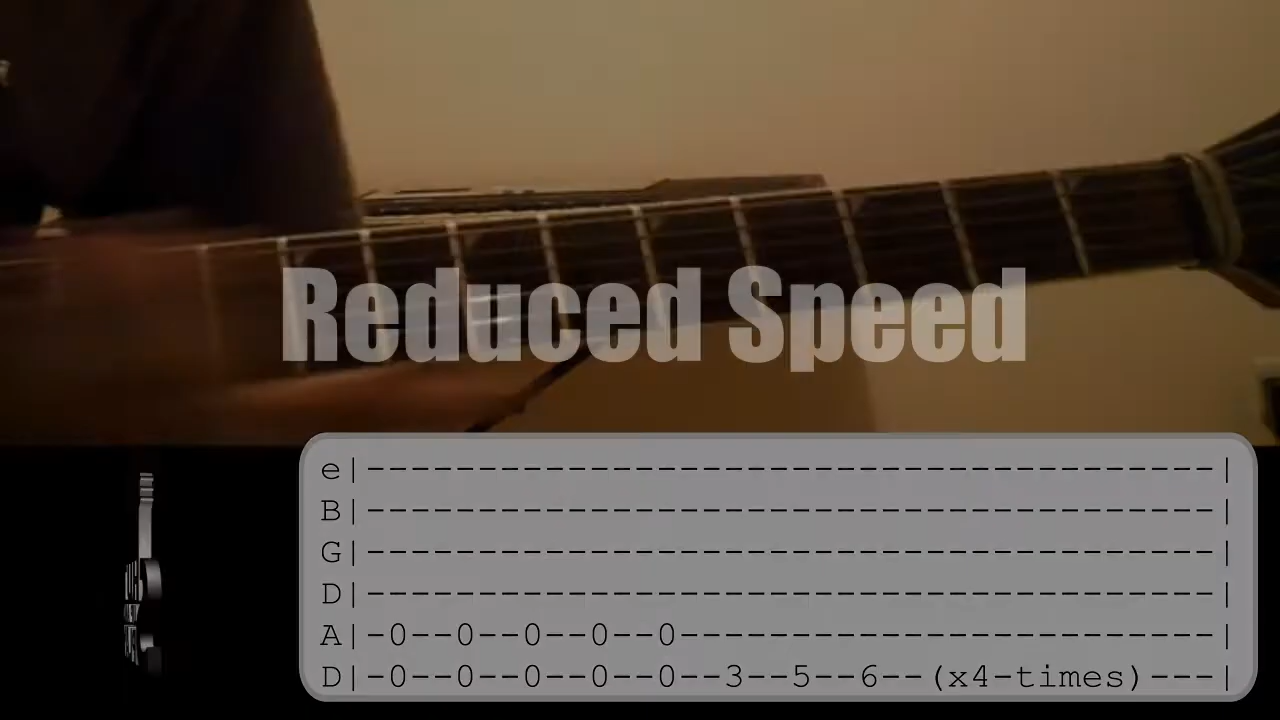 Reduced Speed
e|--------------------------------------|
B|--------------------------------------|
G|--------------------------------------|
D|--------------------------------------|
A|-0--0--0--0--0------------------------|
D|-0--0--0--0--0--3--5--6--(x4-times)---|